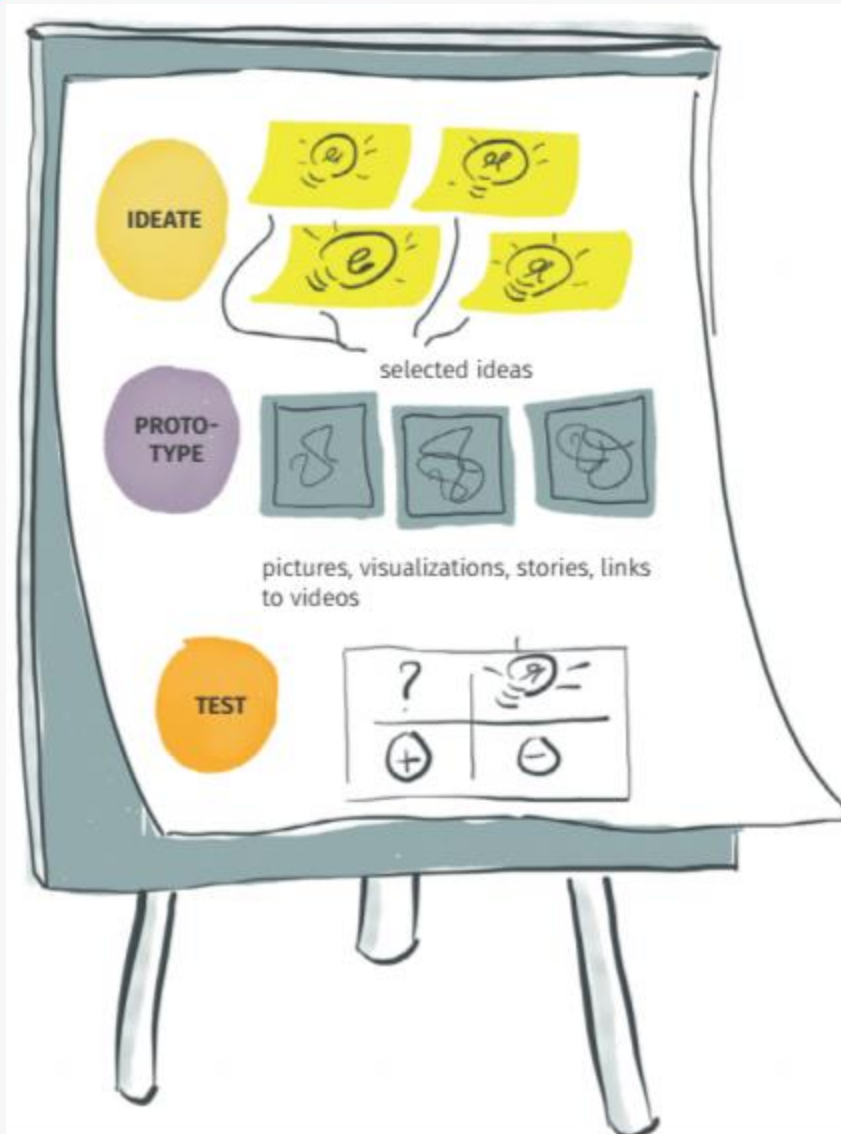 IDEATE
selected ideas
PROTO-
TYPE
pictures, visualizations, stories, links
to videos
TEST
?
+
-